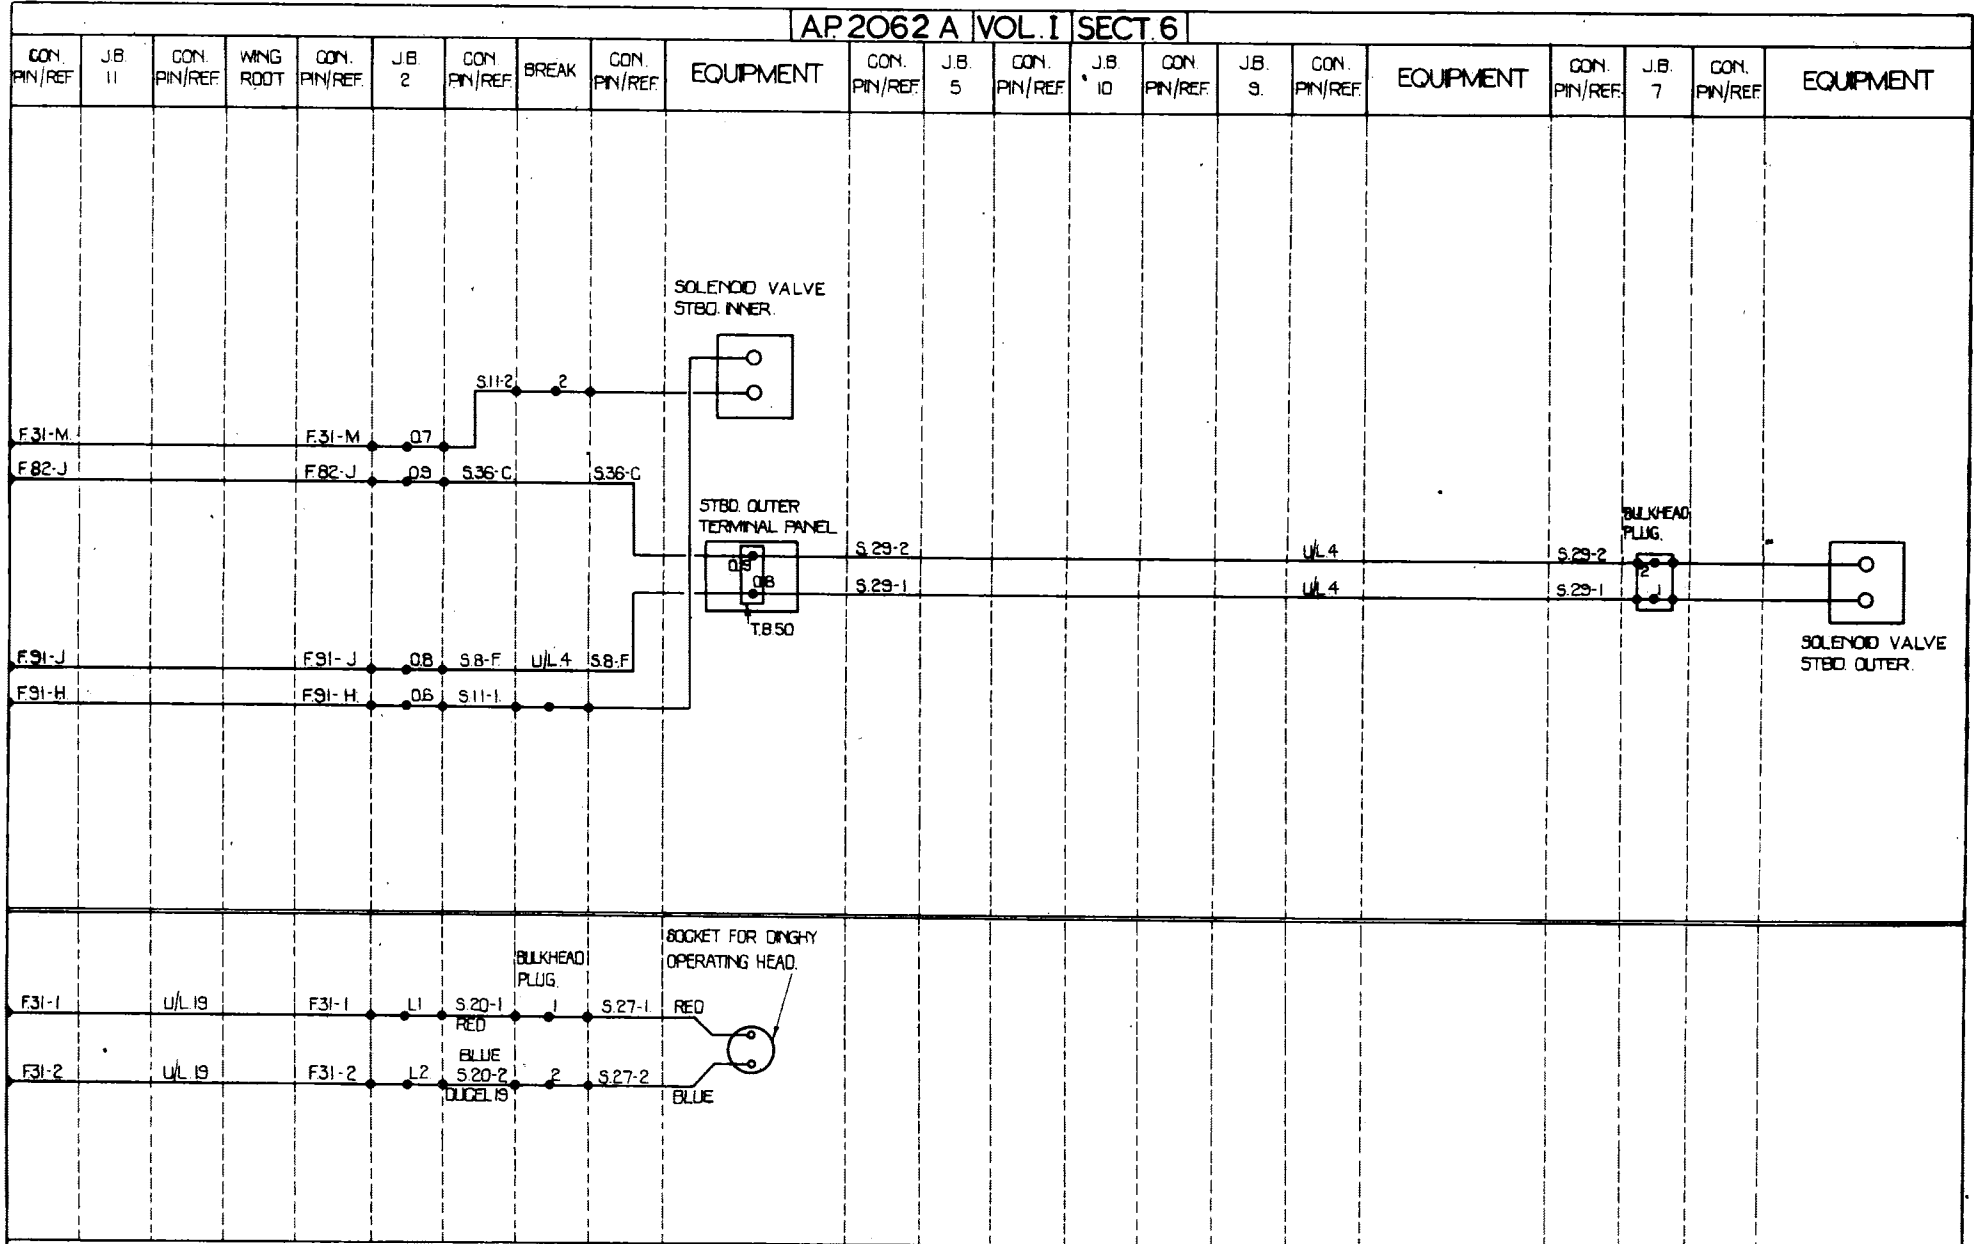 A.P. 2062 A VOL. I SECT. 6
CON. PIN/REF.
J.B. 11
CON. PIN/REF.
WING ROOT
CON. PIN/REF.
J.B. 2
CON. PIN/REF.
BREAK
CON. PIN/REF.
EQUIPMENT
CON. PIN/REF.
J.B. 5
CON. PIN/REF.
J.B. 10
CON. PIN/REF.
J.B. 9.
CON. PIN/REF.
EQUIPMENT
CON. PIN/REF.
J.B. 7
CON. PIN/REF.
EQUIPMENT
SOLENOID VALVE
STBD. INNER.
S.11-2 2
F.31-M. F.31-M 07
F.82-J F.82-J 09 S.36-C S.36-C
STBD. OUTER
TERMINAL PANEL
09
08
T.B.50
S.29-2 U/L.4 S.29-2
S.29-1 U/L.4 S.29-1
BULKHEAD
PLUG.
2
1
SOLENOID VALVE
STBD. OUTER.
F.91-J F.91-J 08 S.8-F U/L.4 S.8-F
F.91-H F.91-H. 06 S.11-1.
SOCKET FOR DINGHY
OPERATING HEAD.
BULKHEAD
PLUG.
F.31-1 U/L.19 F.31-1 L1 S.20-1 1 S.27-1. RED
RED
BLUE
F.31-2 U/L.19 F.31-2 L2 S.20-2 2 S.27-2
DUCEL 19
BLUE